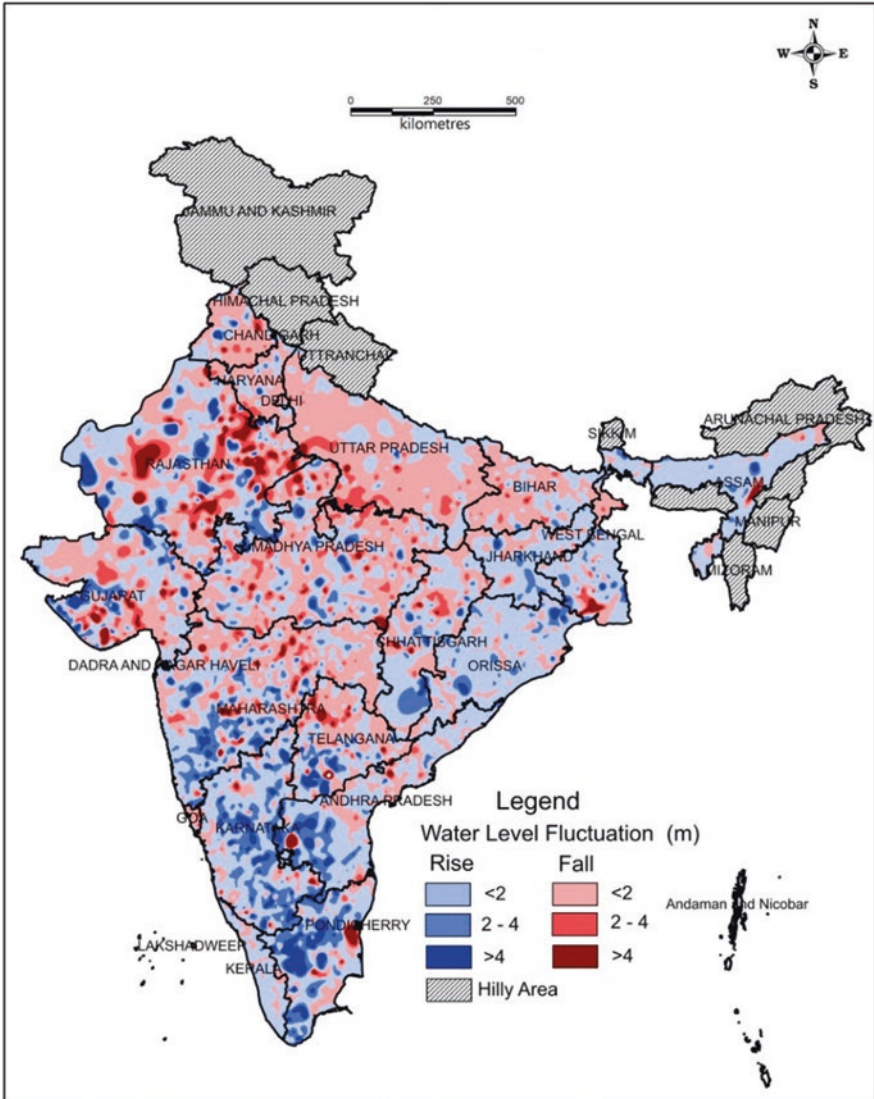 N
W E
S
0 250 500
kilometres
JAMMU AND KASHMIR
HIMACHAL PRADESH
CHANDIGARH
UTTRANCHAL
HARYANA
DELHI
ARUNACHAL PRADESH
SIKKIM
UTTAR PRADESH
RAJASTHAN
ASSAM
BIHAR
MANIPUR
WEST BENGAL
MADHYA PRADESH
JHARKHAND
MIZORAM
GUJARAT
CHHATTISGARH
DADRA AND NAGAR HAVELI
ORISSA
MAHARASHTRA
TELANGANA
ANDHRA PRADESH
GOA
KARNATAKA
Legend
Water Level Fluctuation (m)
Rise Fall
<2 <2
2 - 4 2 - 4
>4 >4
Hilly Area
Andaman and Nicobar
PONDICHERRY
LAKSHADWEEP
KERALA